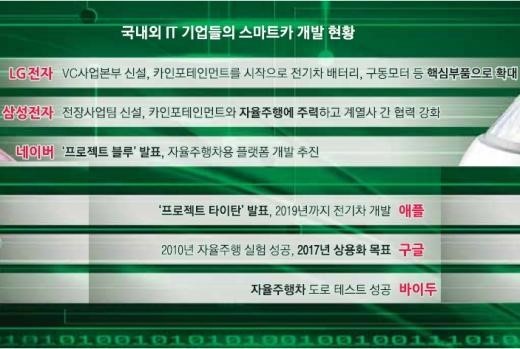 국내외 IT 기업들의 스마트카 개발 현황
LG전자 VC사업본부 신설, 카인포테인먼트를 시작으로 전기차 배터리, 구동모터 등 핵심부품으로 확대
삼성전자 전장사업팀 신설, 카인포테인먼트와 자율주행에 주력하고 계열사 간 협력 강화
네이버 '프로젝트 블루' 발표, 자율주행차용 플랫폼 개발 추진
'프로젝트 타이탄' 발표, 2019년까지 전기차 개발 애플
2010년 자율주행 실험 성공, 2017년 상용화 목표 구글
자율주행차 도로 테스트 성공 바이두